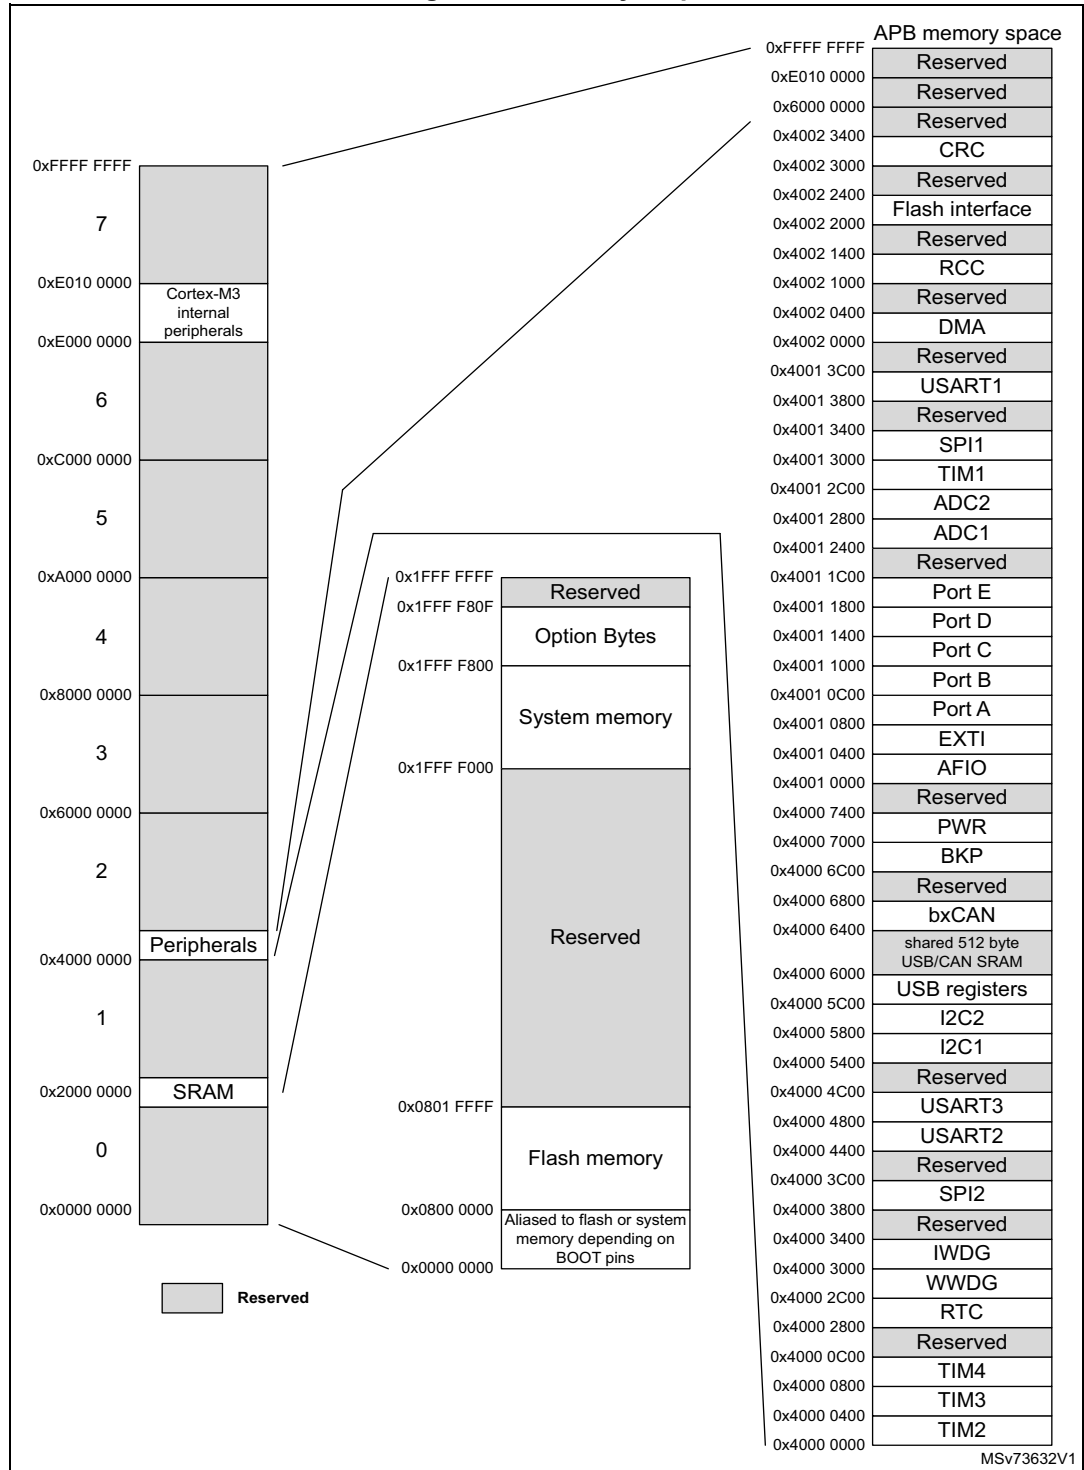 0xFFFF FFFF
7
0xE010 0000
Cortex-M3
internal
peripherals
0xE000 0000
6
0xC000 0000
5
0xA000 0000
4
0x8000 0000
3
0x6000 0000
2
Peripherals
0x4000 0000
1
0x2000 0000
SRAM
0
0x0000 0000
Reserved
0x1FFF FFFF
Reserved
0x1FFF F80F
Option Bytes
0x1FFF F800
System memory
0x1FFF F000
Reserved
0x0801 FFFF
Flash memory
0x0800 0000
Aliased to flash or system
memory depending on
BOOT pins
0x0000 0000
APB memory space
0xFFFF FFFF
Reserved
0xE010 0000
Reserved
0x6000 0000
Reserved
0x4002 3400
CRC
0x4002 3000
Reserved
0x4002 2400
Flash interface
0x4002 2000
Reserved
0x4002 1400
RCC
0x4002 1000
Reserved
0x4002 0400
DMA
0x4002 0000
Reserved
0x4001 3C00
USART1
0x4001 3800
Reserved
0x4001 3400
SPI1
0x4001 3000
TIM1
0x4001 2C00
ADC2
0x4001 2800
ADC1
0x4001 2400
Reserved
0x4001 1C00
Port E
0x4001 1800
Port D
0x4001 1400
Port C
0x4001 1000
Port B
0x4001 0C00
Port A
0x4001 0800
EXTI
0x4001 0400
AFIO
0x4001 0000
Reserved
0x4000 7400
PWR
0x4000 7000
BKP
0x4000 6C00
Reserved
0x4000 6800
bxCAN
0x4000 6400
shared 512 byte
USB/CAN SRAM
0x4000 6000
USB registers
0x4000 5C00
I2C2
0x4000 5800
I2C1
0x4000 5400
Reserved
0x4000 4C00
USART3
0x4000 4800
USART2
0x4000 4400
Reserved
0x4000 3C00
SPI2
0x4000 3800
Reserved
0x4000 3400
IWDG
0x4000 3000
WWDG
0x4000 2C00
RTC
0x4000 2800
Reserved
0x4000 0C00
TIM4
0x4000 0800
TIM3
0x4000 0400
TIM2
0x4000 0000
MSv73632V1